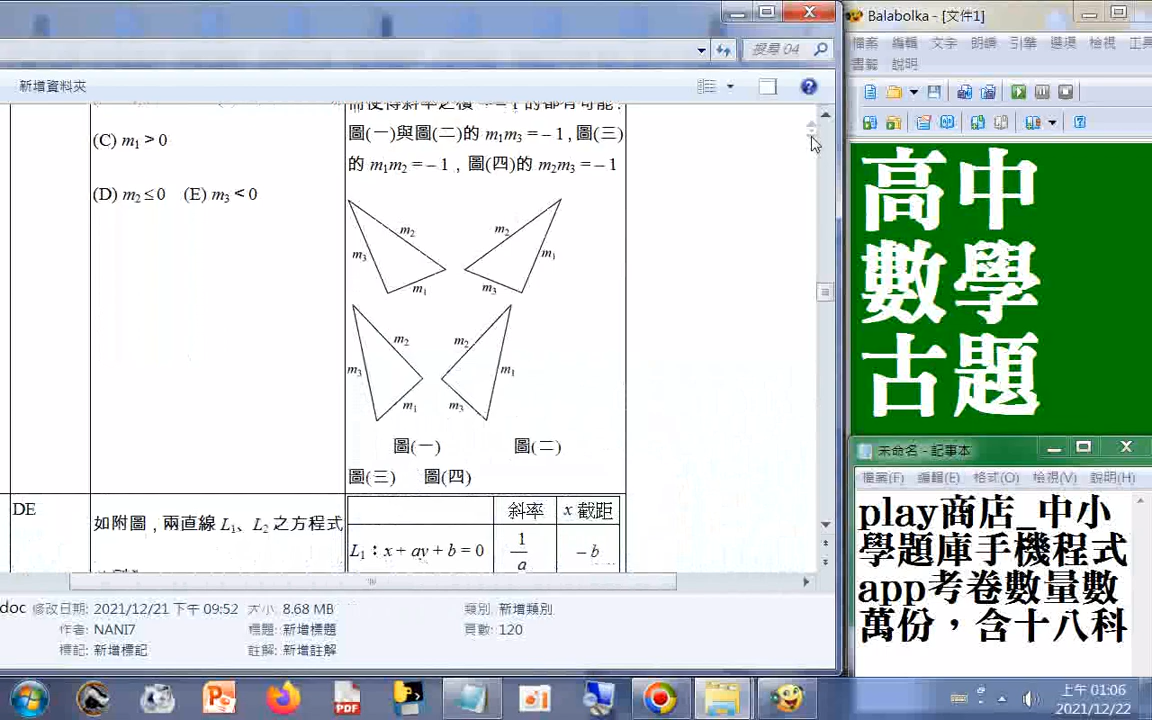 搜尋 04
新增資料夾
(C) m₁ > 0
(D) m₂ ≤ 0 (E) m₃ < 0
而使得斜率之積
的都有可能：
圖(一)與圖(二)的 m₁m₃ = – 1 , 圖(三)
的 m₁m₂ = – 1 , 圖(四)的 m₂m₃ = – 1
m₂
m₃
m₁
m₂
m₁
m₃
m₂
m₃
m₁
m₂
m₁
m₃
圖(一) 圖(二)
圖(三) 圖(四)
DE
如附圖 , 兩直線 L₁、L₂ 之方程式
斜率 x 截距
L₁：x + ay + b = 0
1
a
– b
doc 修改日期: 2021/12/21 下午 09:52 大小: 8.68 MB 類別: 新增類別
作者: NANI7 標題: 新增標題 頁數: 120
標記: 新增標記 註解: 新增註解
Balabolka - [文件1]
檔案 編輯 文字 朗讀 引擎 選項 檢視 工具
書籤 說明
高中
數學
古題
未命名 - 記事本
檔案(F) 編輯(E) 格式(O) 檢視(V) 說明(H)
play商店_中小
學題庫手機程式
app考卷數量數
萬份，含十八科
PDF
上午 01:06
2021/12/22